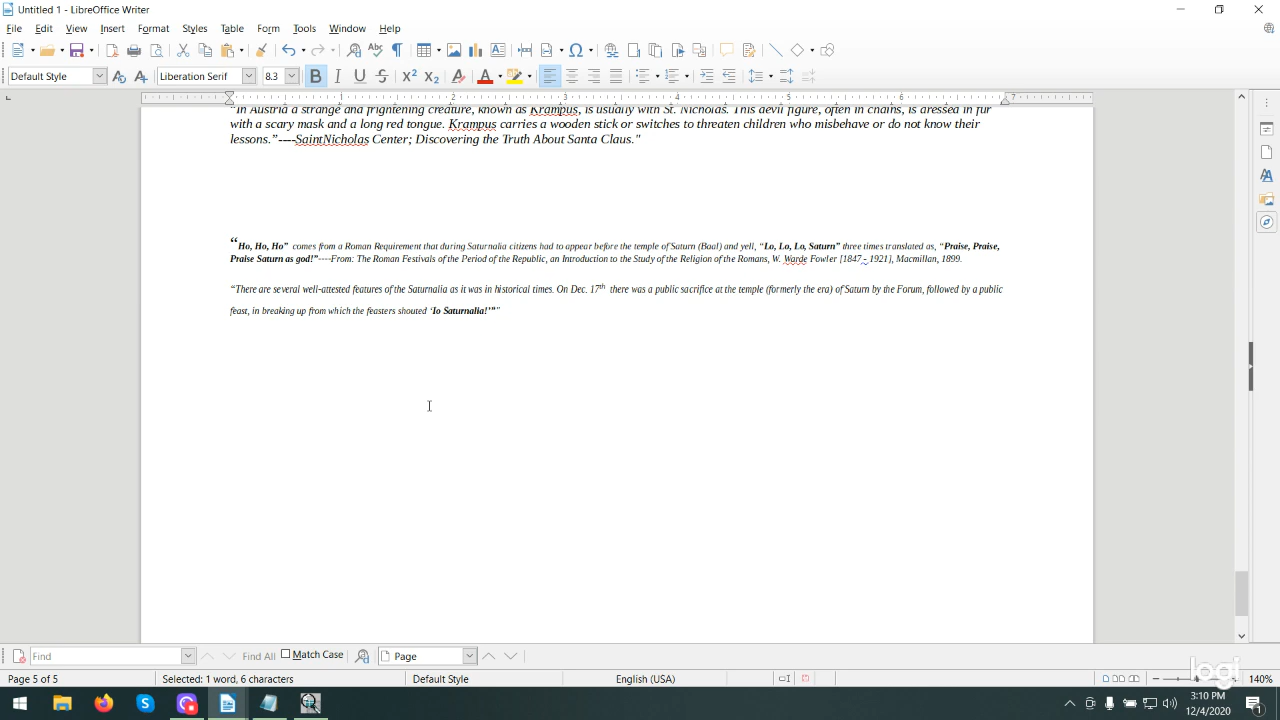 Untitled 1 - LibreOffice Writer
File Edit View Insert Format Styles Table Form Tools Window Help
Default Style Liberation Serif 8.3
1 2 3 4 5 6 7
“In Austria a strange and frightening creature, known as Krampus, is usually with St. Nicholas. This devil figure, often in chains, is dressed in fur
with a scary mask and a long red tongue. Krampus carries a wooden stick or switches to threaten children who misbehave or do not know their
lessons.”----SaintNicholas Center; Discovering the Truth About Santa Claus."
“Ho, Ho, Ho” comes from a Roman Requirement that during Saturnalia citizens had to appear before the temple of Saturn (Baal) and yell, “Lo, Lo, Lo, Saturn” three times translated as, “Praise, Praise,
Praise Saturn as god!”----From: The Roman Festivals of the Period of the Republic, an Introduction to the Study of the Religion of the Romans, W. Warde Fowler [1847 - 1921], Macmillan, 1899.
“There are several well-attested features of the Saturnalia as it was in historical times. On Dec. 17th there was a public sacrifice at the temple (formerly the era) of Saturn by the Forum, followed by a public
feast, in breaking up from which the feasters shouted ‘Io Saturnalia!’”"
Find Find All Match Case Page
Page 5 of 5 Selected: 1 word, 6 characters Default Style English (USA) 140%
logi
3:10 PM
12/4/2020
1